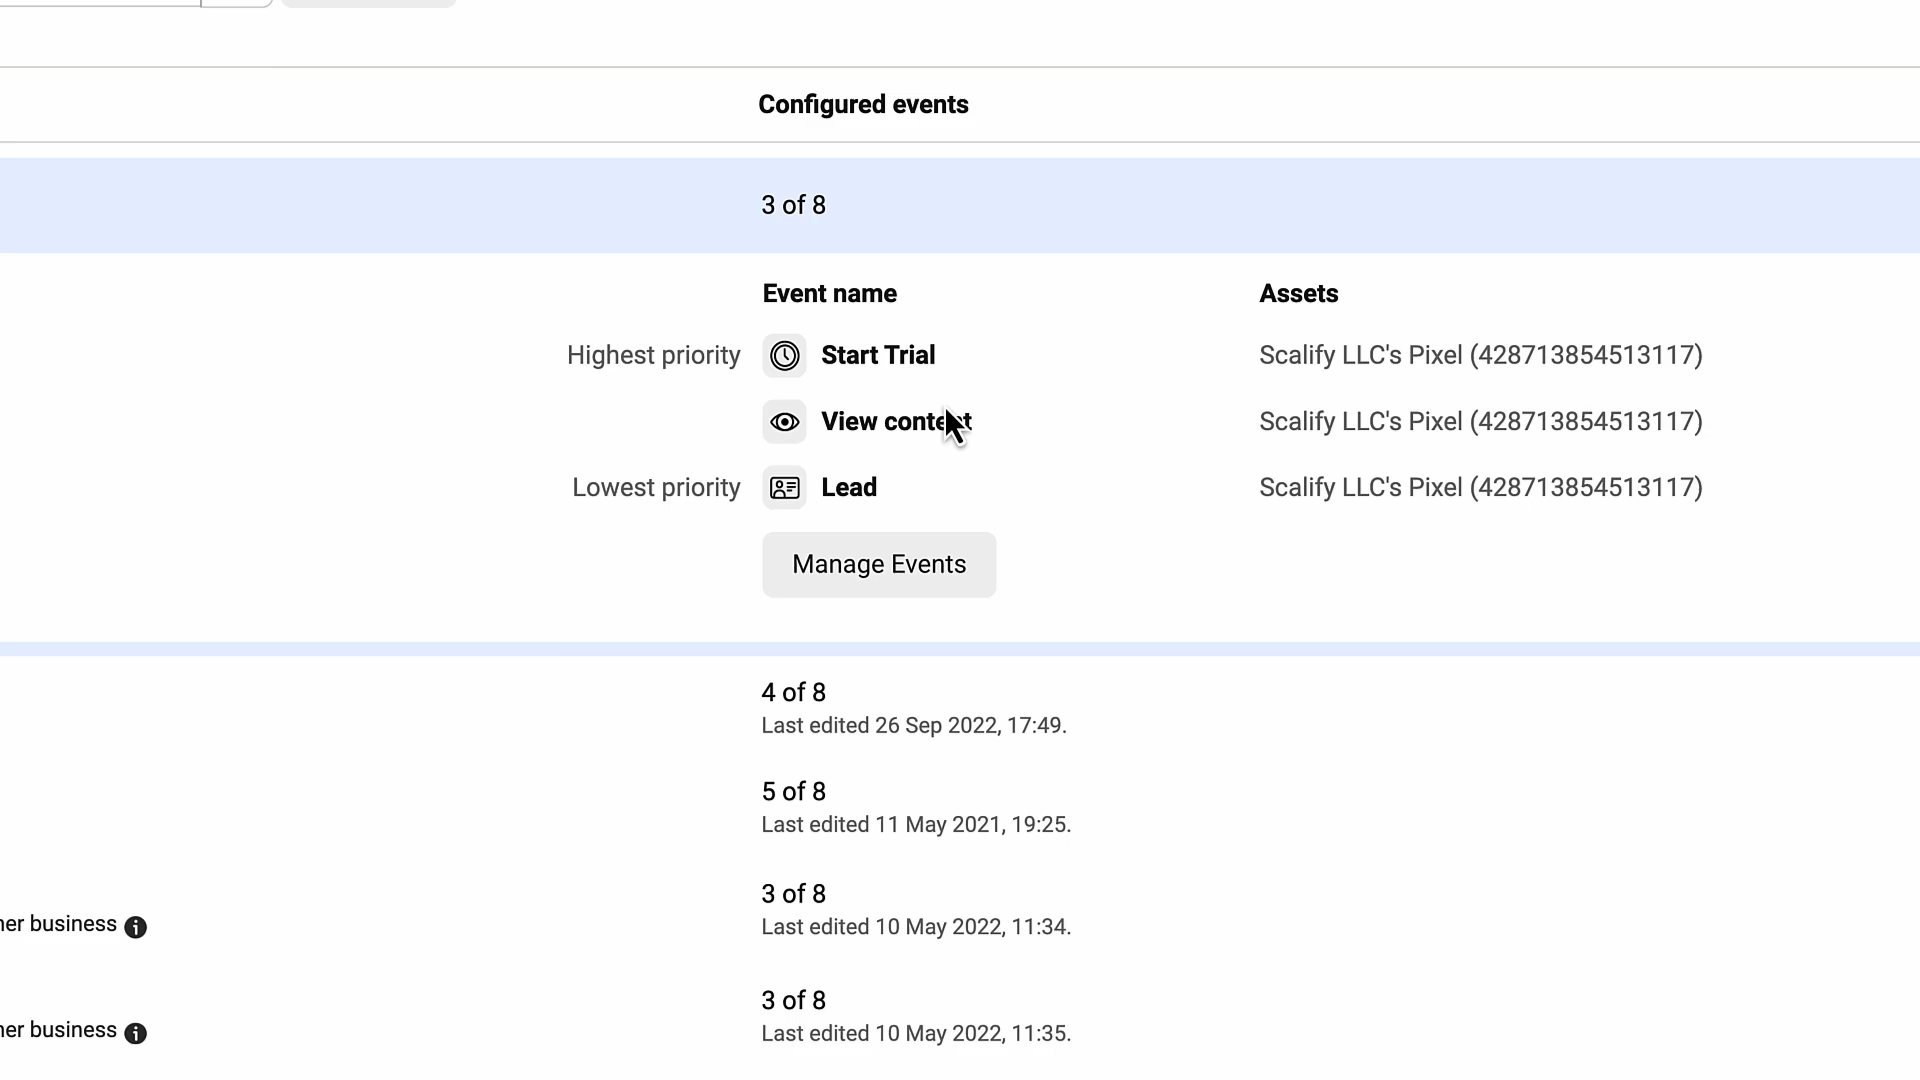 Configured events
3 of 8
Event name Assets
Highest priority Start Trial Scalify LLC's Pixel (428713854513117)
View content Scalify LLC's Pixel (428713854513117)
Lowest priority Lead Scalify LLC's Pixel (428713854513117)
Manage Events
4 of 8
Last edited 26 Sep 2022, 17:49.
5 of 8
Last edited 11 May 2021, 19:25.
3 of 8
ner business Last edited 10 May 2022, 11:34.
3 of 8
ner business Last edited 10 May 2022, 11:35.